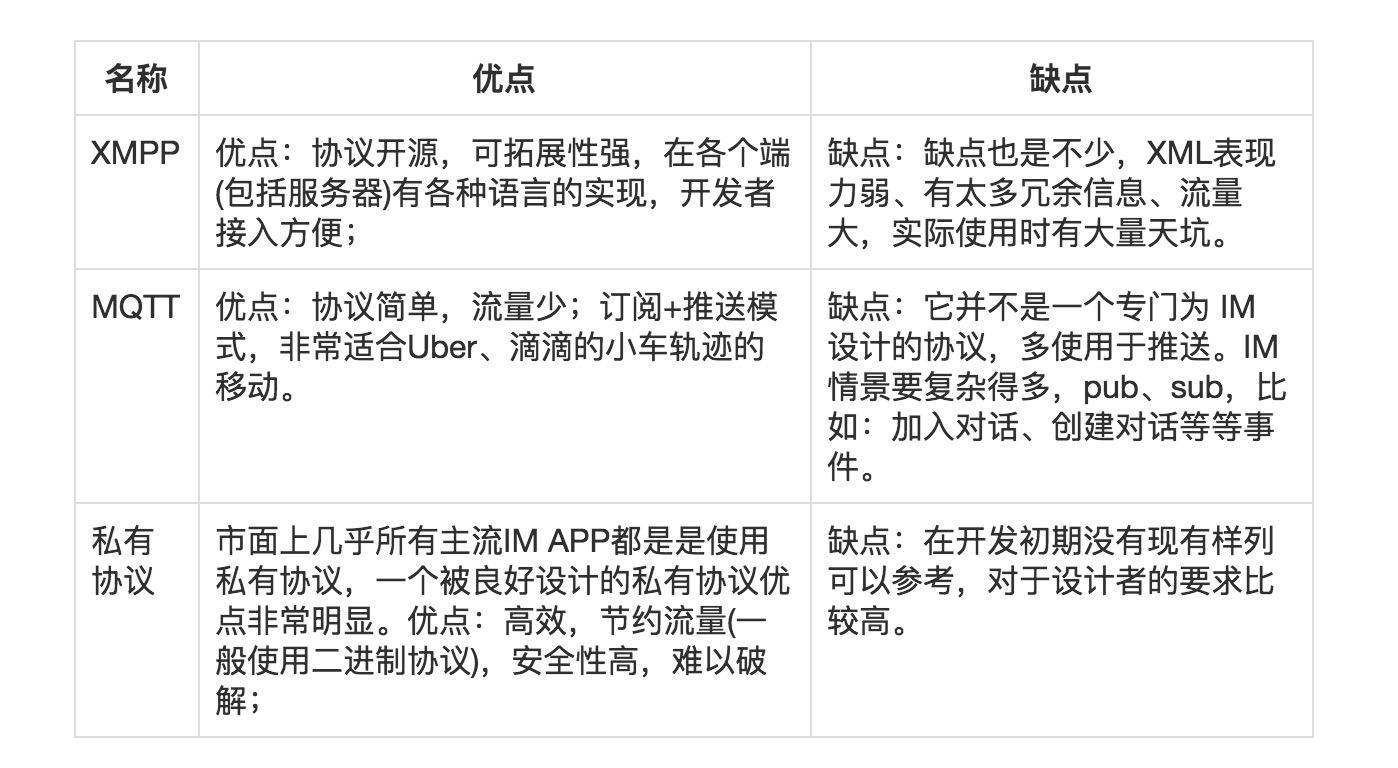 名称
优点
缺点
XMPP
优点：协议开源，可拓展性强，在各个端
(包括服务器)有各种语言的实现，开发者
接入方便；
缺点：缺点也是不少，XML表现
力弱、有太多冗余信息、流量
大，实际使用时有大量天坑。
MQTT
优点：协议简单，流量少；订阅+推送模
式，非常适合Uber、滴滴的小车轨迹的
移动。
缺点：它并不是一个专门为 IM
设计的协议，多使用于推送。IM
情景要复杂得多，pub、sub，比
如：加入对话、创建对话等等事
件。
私有
协议
市面上几乎所有主流IM APP都是是使用
私有协议，一个被良好设计的私有协议优
点非常明显。优点：高效，节约流量(一
般使用二进制协议)，安全性高，难以破
解；
缺点：在开发初期没有现有样列
可以参考，对于设计者的要求比
较高。